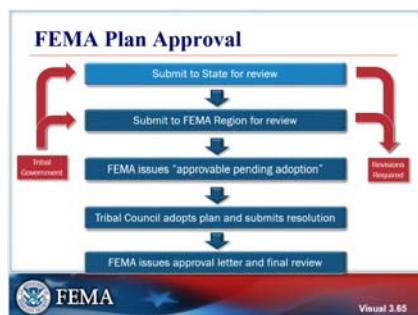 FEMA Plan Approval
Submit to State for review
Submit to FEMA Region for review
Tribal
Government
Revisions
Required
FEMA issues “approvable pending adoption”
Tribal Council adopts plan and submits resolution
FEMA issues approval letter and final review
FEMA
Visual 3.65